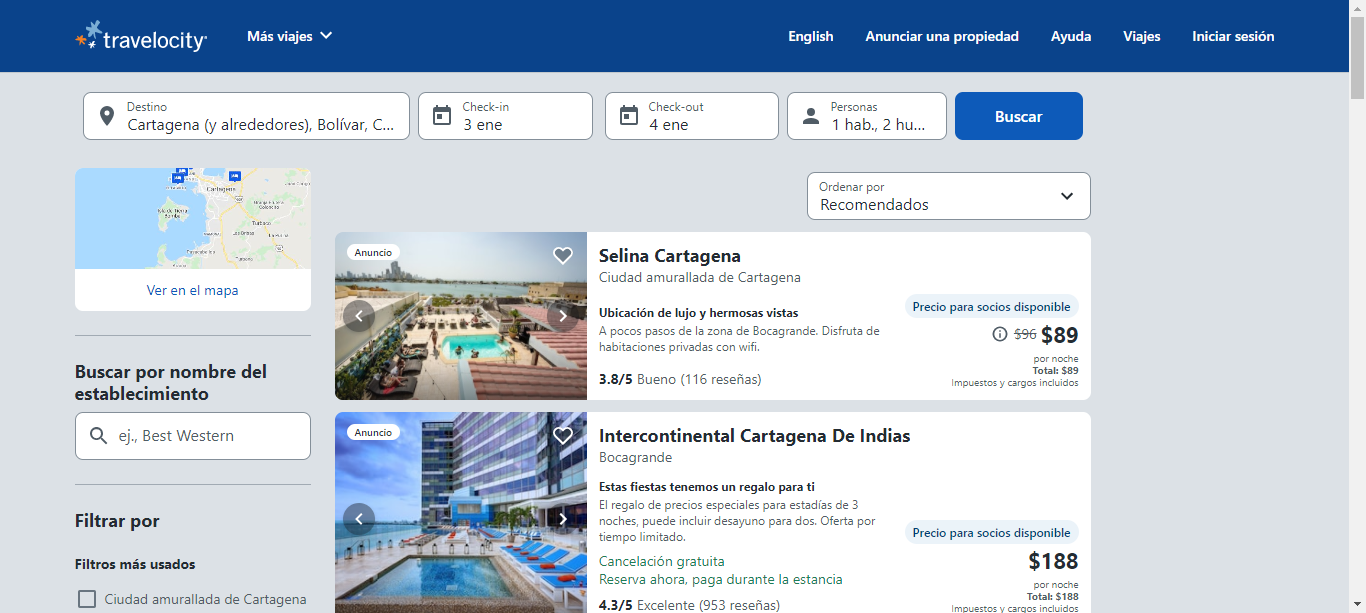 travelocity
Más viajes
English
Anunciar una propiedad
Ayuda
Viajes
Iniciar sesión
Destino
Cartagena (y alrededores), Bolívar, C...
Check-in
3 ene
Check-out
4 ene
Personas
1 hab., 2 hu...
Buscar
Cartagena
Turbaco
Ver en el mapa
Ordenar por
Recomendados
Buscar por nombre del
establecimiento
ej., Best Western
Filtrar por
Filtros más usados
Ciudad amurallada de Cartagena
Anuncio
Selina Cartagena
Ciudad amurallada de Cartagena
Ubicación de lujo y hermosas vistas
A pocos pasos de la zona de Bocagrande. Disfruta de
habitaciones privadas con wifi.
3.8/5 Bueno (116 reseñas)
Precio para socios disponible
$96 $89
por noche
Total: $89
Impuestos y cargos incluidos
Anuncio
Intercontinental Cartagena De Indias
Bocagrande
Estas fiestas tenemos un regalo para ti
El regalo de precios especiales para estadías de 3
noches, puede incluir desayuno para dos. Oferta por
tiempo limitado.
Cancelación gratuita
Reserva ahora, paga durante la estancia
4.3/5 Excelente (953 reseñas)
Precio para socios disponible
$188
por noche
Total: $188
Impuestos y cargos incluidos